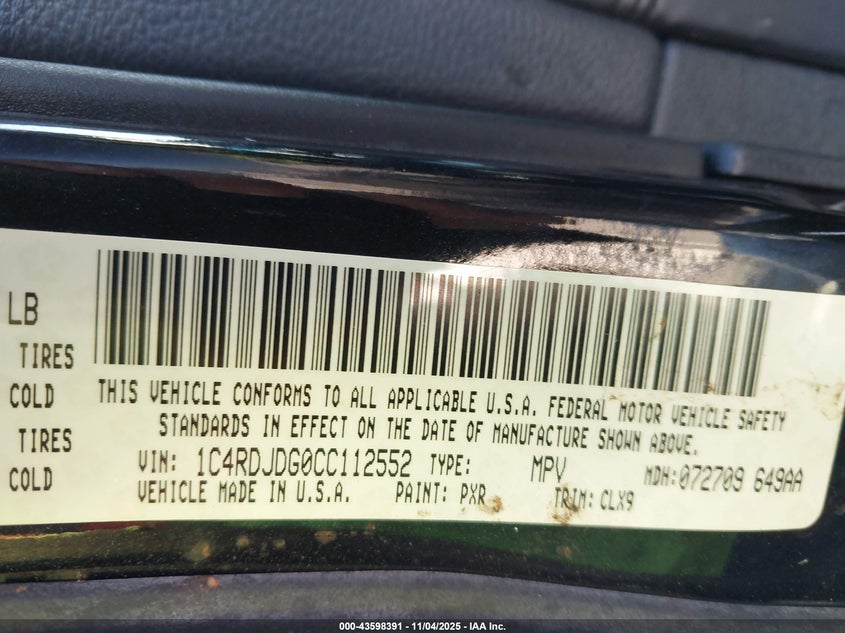 LB
TIRES
COLD
TIRES
COLD
THIS VEHICLE CONFORMS TO ALL APPLICABLE U.S.A. FEDERAL MOTOR VEHICLE SAFETY
STANDARDS IN EFFECT ON THE DATE OF MANUFACTURE SHOWN ABOVE.
VIN: 1C4RDJDG0CC112552 TYPE: MPV MDH:072709 649AA
VEHICLE MADE IN U.S.A. PAINT: PXR TRIM: CLX9
000-43598391 - 11/04/2025 - IAA Inc.